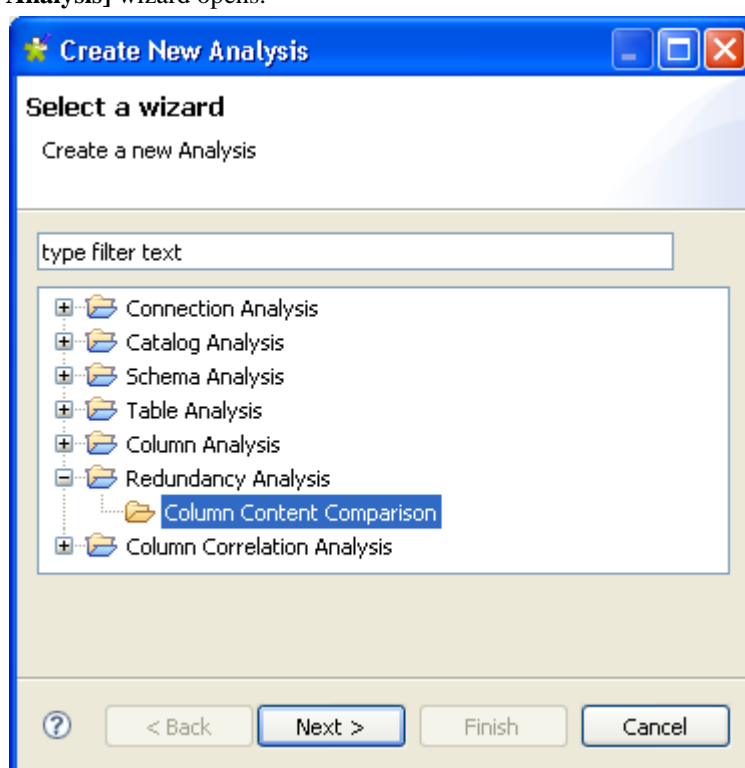 Analysis] wizard opens.
Create New Analysis
Select a wizard
Create a new Analysis
type filter text
Connection Analysis
Catalog Analysis
Schema Analysis
Table Analysis
Column Analysis
Redundancy Analysis
Column Content Comparison
Column Correlation Analysis
? < Back Next > Finish Cancel